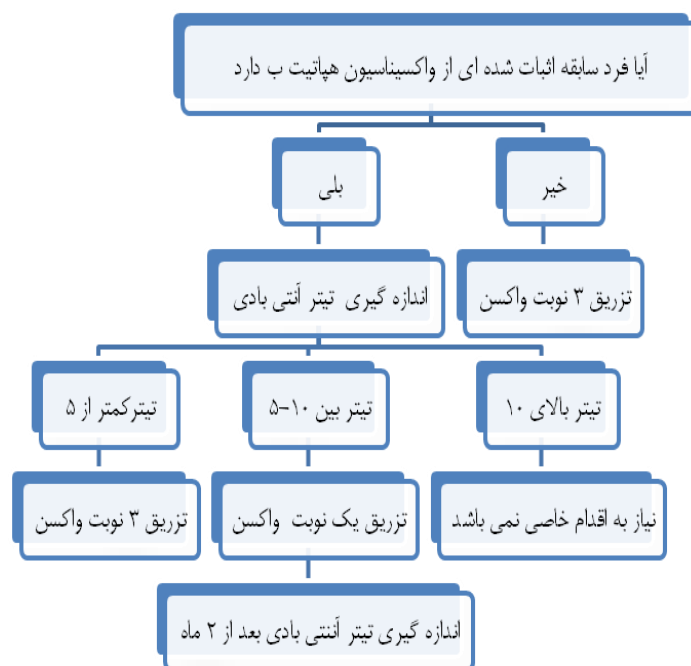 آیا فرد سابقه اثبات شده ای از واکسیناسیون هپاتیت ب دارد
خیر
بلی
تزریق ۳ نوبت واکسن
اندازه گیری تیتر آنتی بادی
تیتر بالای ۱۰
تیتر بین ۱۰-۵
تیترکمتر از ۵
نیاز به اقدام خاصی نمی باشد
تزریق یک نوبت واکسن
تزریق ۳ نوبت واکسن
اندازه گیری تیتر آننتی بادی بعد از ۲ ماه